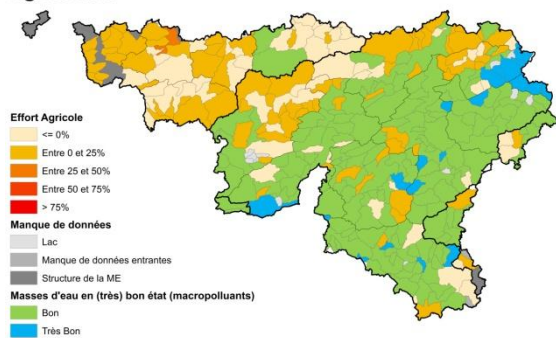 Effort Agricole
<= 0%
Entre 0 et 25%
Entre 25 et 50%
Entre 50 et 75%
> 75%
Manque de données
Lac
Manque de données entrantes
Structure de la ME
Masses d'eau en (très) bon état (macropolluants)
Bon
Très Bon